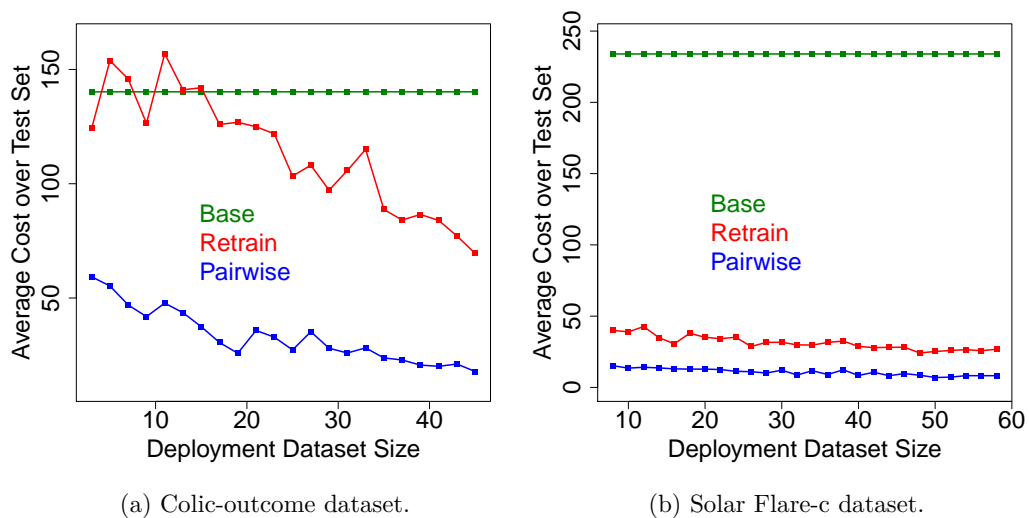 Average Cost over Test Set
150
100
50
Base
Retrain
Pairwise
10 20 30 40
Deployment Dataset Size
(a) Colic-outcome dataset.
Average Cost over Test Set
250
200
150
100
50
0
Base
Retrain
Pairwise
10 20 30 40 50 60
Deployment Dataset Size
(b) Solar Flare-c dataset.